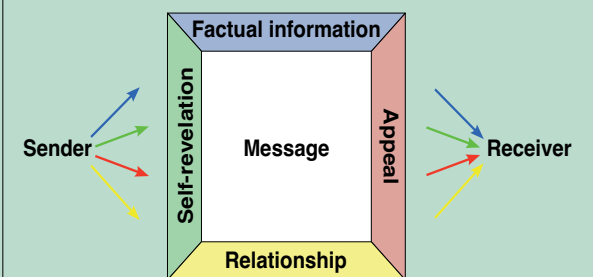 Factual information
Sender
Self-revelation
Message
Appeal
Receiver
Relationship